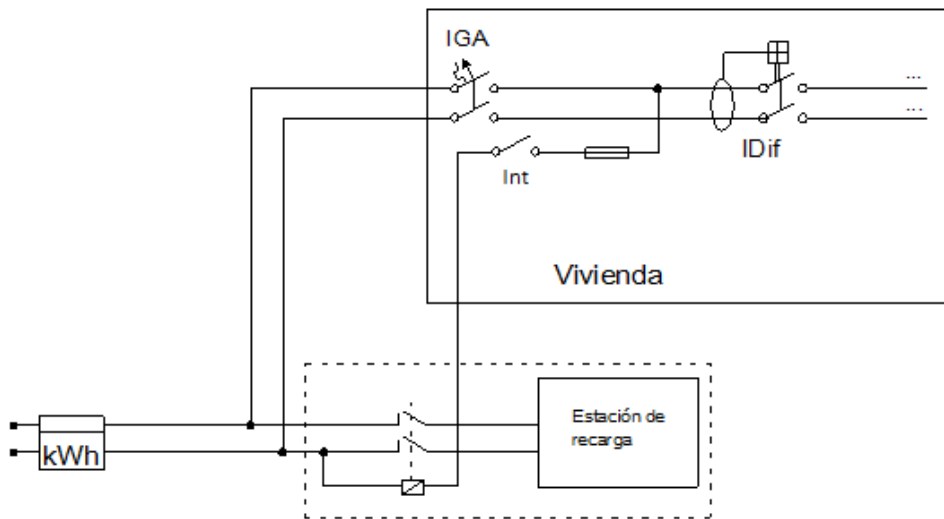 IGA
...
...
IDif
Int
Vivienda
Estación de
recarga
kWh